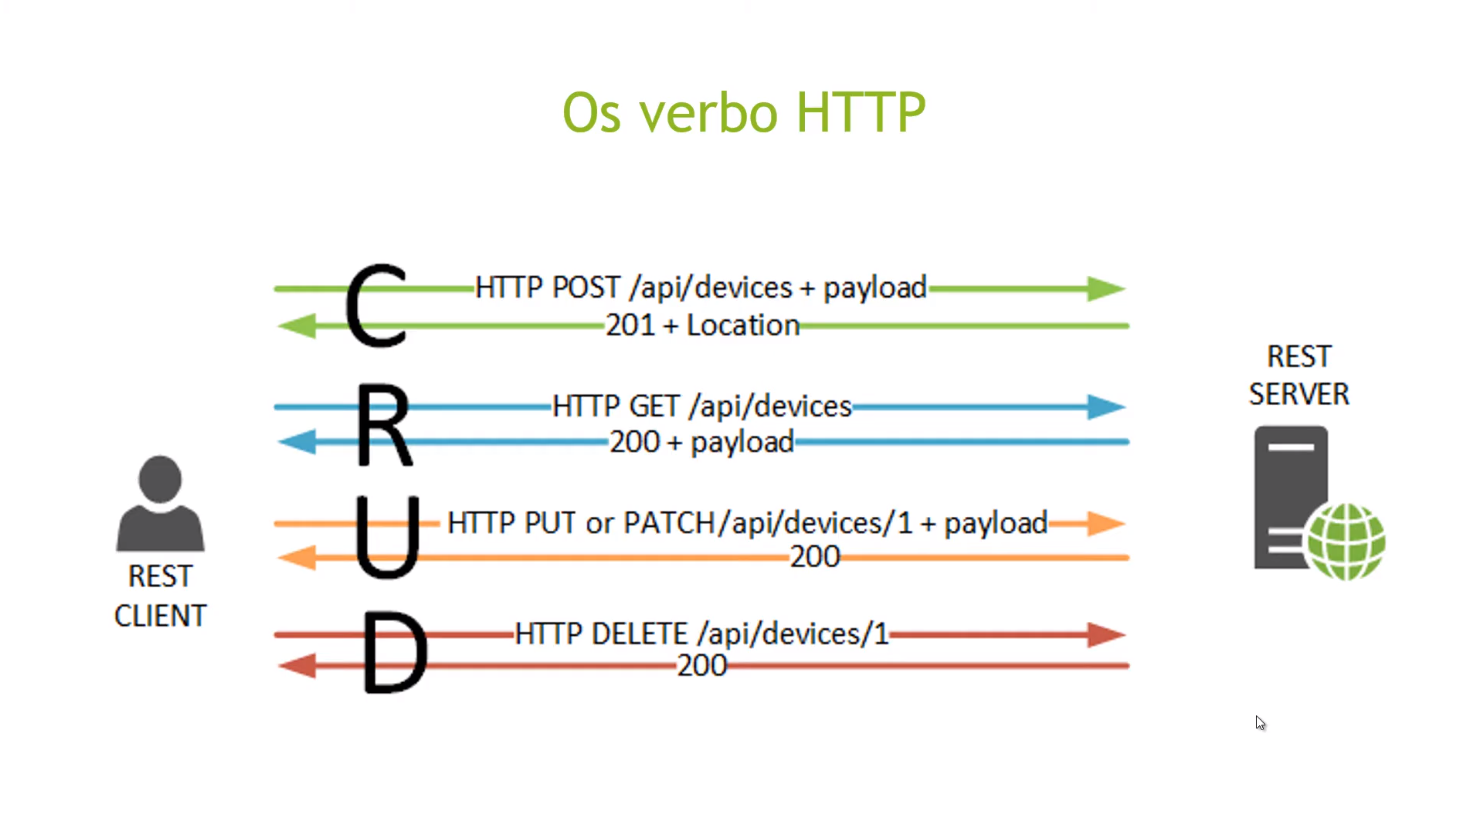 Os verbo HTTP
C
HTTP POST /api/devices + payload
201 + Location
R
HTTP GET /api/devices
200 + payload
U
HTTP PUT or PATCH /api/devices/1 + payload
200
D
HTTP DELETE /api/devices/1
200
REST
CLIENT
REST
SERVER